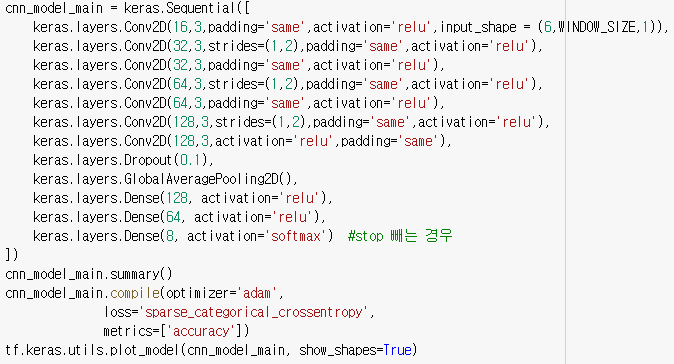 cnn_model_main = keras.Sequential([
    keras.layers.Conv2D(16,3,padding='same',activation='relu',input_shape = (6,WINDOW_SIZE,1)),
    keras.layers.Conv2D(32,3,strides=(1,2),padding='same',activation='relu'),
    keras.layers.Conv2D(32,3,padding='same',activation='relu'),
    keras.layers.Conv2D(64,3,strides=(1,2),padding='same',activation='relu'),
    keras.layers.Conv2D(64,3,padding='same',activation='relu'),
    keras.layers.Conv2D(128,3,strides=(1,2),padding='same',activation='relu'),
    keras.layers.Conv2D(128,3,activation='relu',padding='same'),
    keras.layers.Dropout(0.1),
    keras.layers.GlobalAveragePooling2D(),
    keras.layers.Dense(128, activation='relu'),
    keras.layers.Dense(64, activation='relu'),
    keras.layers.Dense(8, activation='softmax')  #stop 빼는 경우
])
cnn_model_main.summary()
cnn_model_main.compile(optimizer='adam',
              loss='sparse_categorical_crossentropy',
              metrics=['accuracy'])
tf.keras.utils.plot_model(cnn_model_main, show_shapes=True)